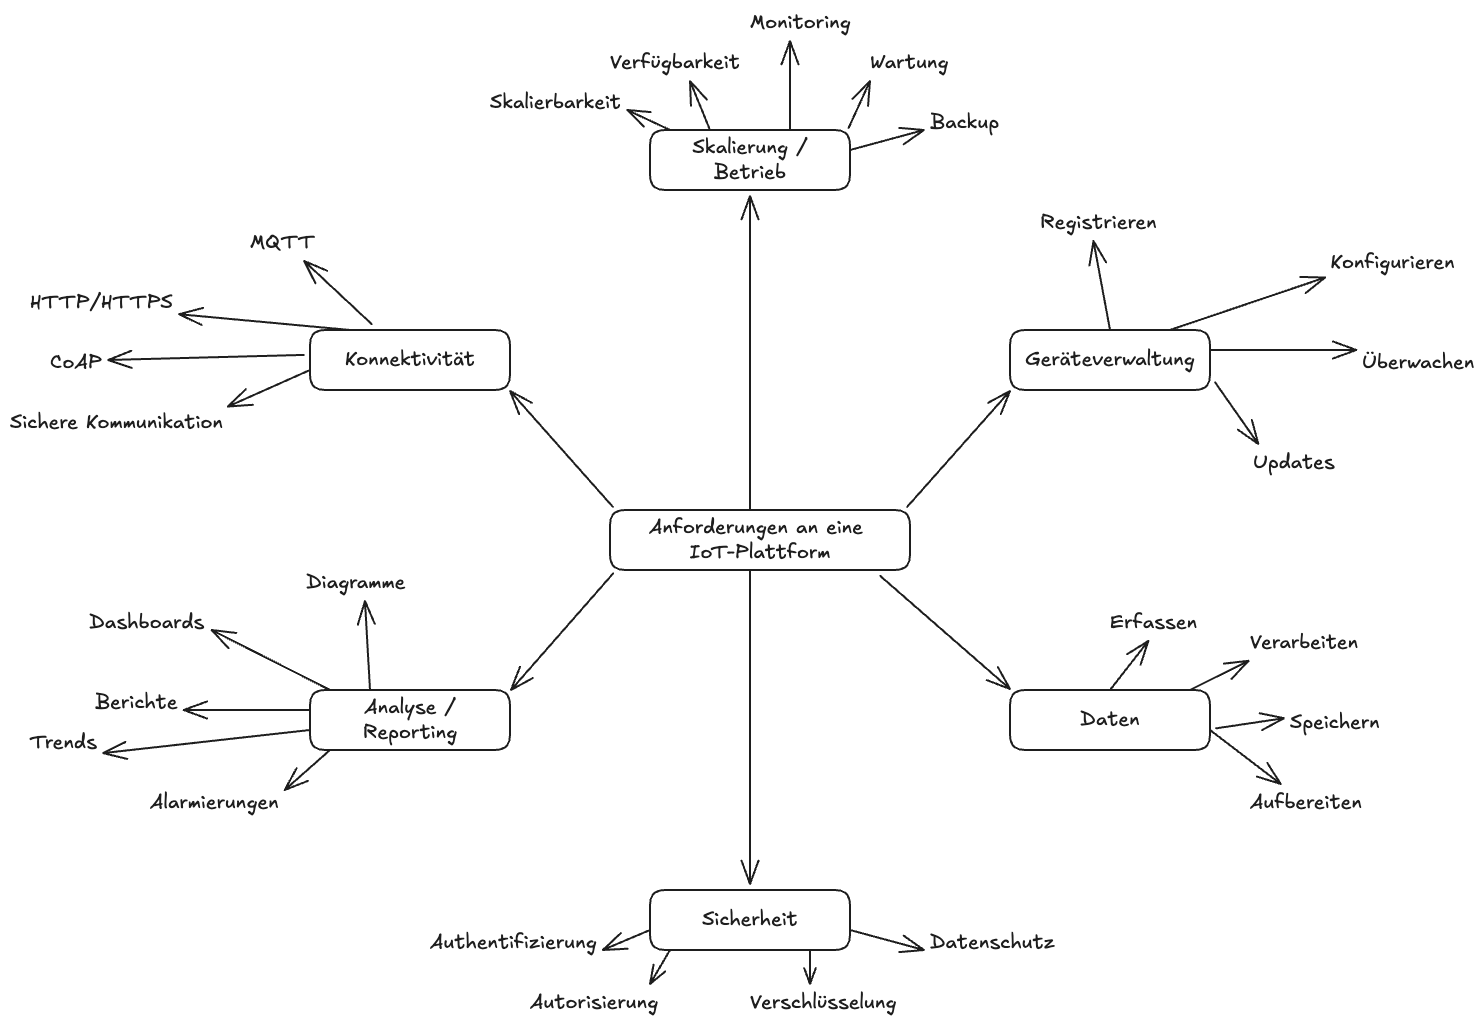 Monitoring
Verfügbarkeit
Wartung
Skalierbarkeit
Backup
Skalierung /
Betrieb
Registrieren
Konfigurieren
Überwachen
Updates
Geräteverwaltung
MQTT
HTTP/HTTPS
CoAP
Sichere Kommunikation
Konnektivität
Anforderungen an eine
IoT-Plattform
Diagramme
Dashboards
Berichte
Trends
Alarmierungen
Analyse /
Reporting
Erfassen
Verarbeiten
Speichern
Aufbereiten
Daten
Sicherheit
Authentifizierung
Autorisierung
Verschlüsselung
Datenschutz